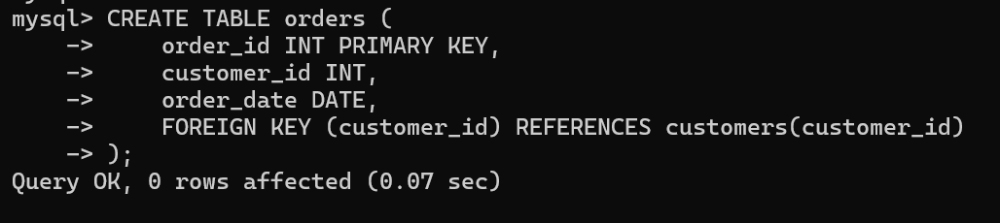 mysql> CREATE TABLE orders (
    ->     order_id INT PRIMARY KEY,
    ->     customer_id INT,
    ->     order_date DATE,
    ->     FOREIGN KEY (customer_id) REFERENCES customers(customer_id)
    -> );
Query OK, 0 rows affected (0.07 sec)